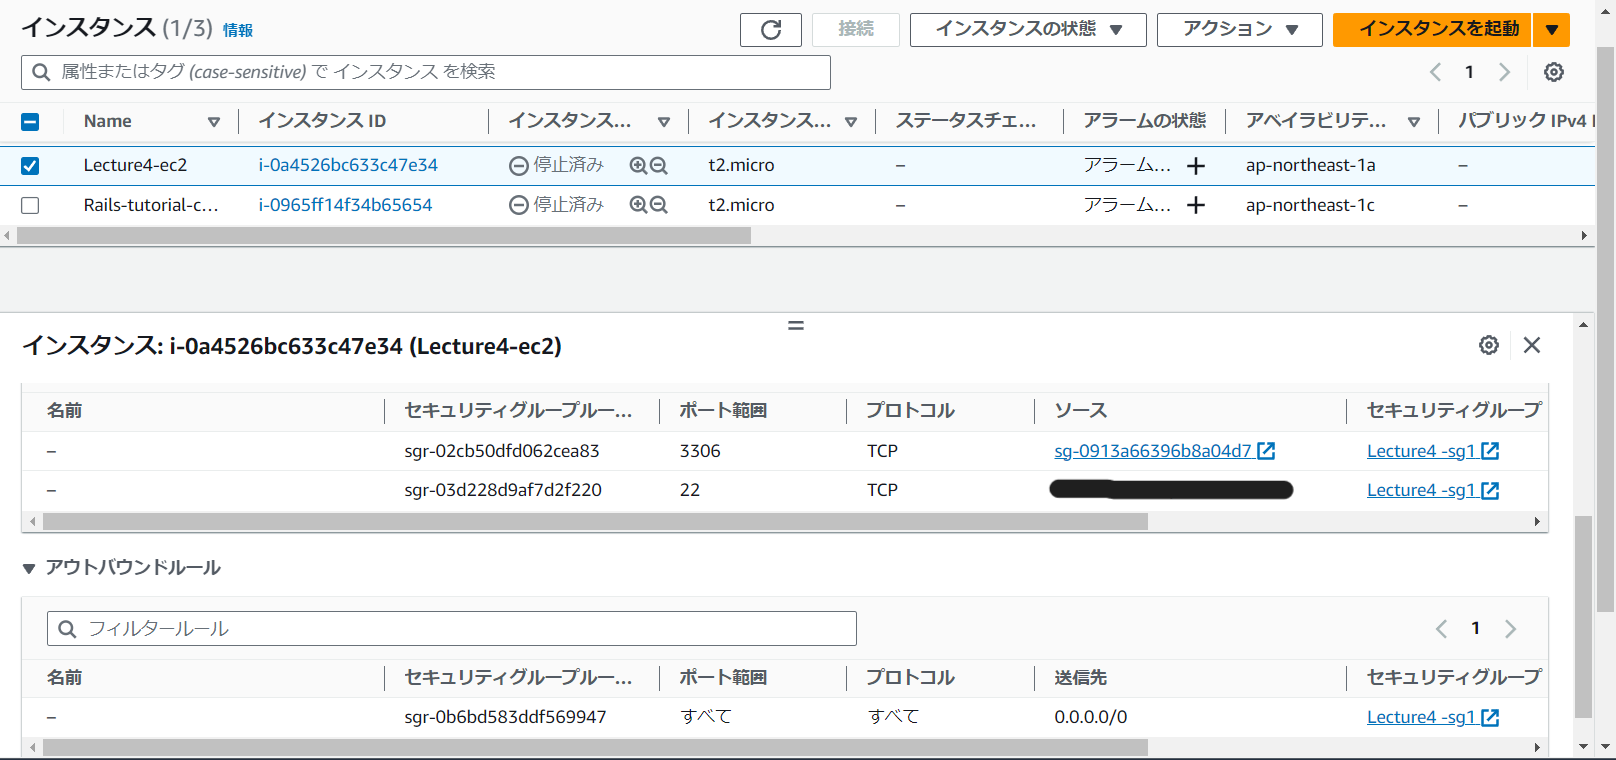 インスタンス (1/3) 情報
接続
インスタンスの状態
アクション
インスタンスを起動
属性またはタグ (case-sensitive) で インスタンス を検索
1
Name インスタンス ID インスタンス... インスタンス... ステータスチェ... アラームの状態 アベイラビリテ... パブリック IPv4 I
Lecture4-ec2 i-0a4526bc633c47e34 停止済み t2.micro – アラーム... + ap-northeast-1a –
Rails-tutorial-c... i-0965ff14f34b65654 停止済み t2.micro – アラーム... + ap-northeast-1c –
インスタンス: i-0a4526bc633c47e34 (Lecture4-ec2)
名前 セキュリティグループルー... ポート範囲 プロトコル ソース セキュリティグループ
– sgr-02cb50dfd062cea83 3306 TCP sg-0913a66396b8a04d7 Lecture4 -sg1
– sgr-03d228d9af7d2f220 22 TCP Lecture4 -sg1
アウトバウンドルール
フィルタールール
1
名前 セキュリティグループルー... ポート範囲 プロトコル 送信先 セキュリティグループ
– sgr-0b6bd583ddf569947 すべて すべて 0.0.0.0/0 Lecture4 -sg1